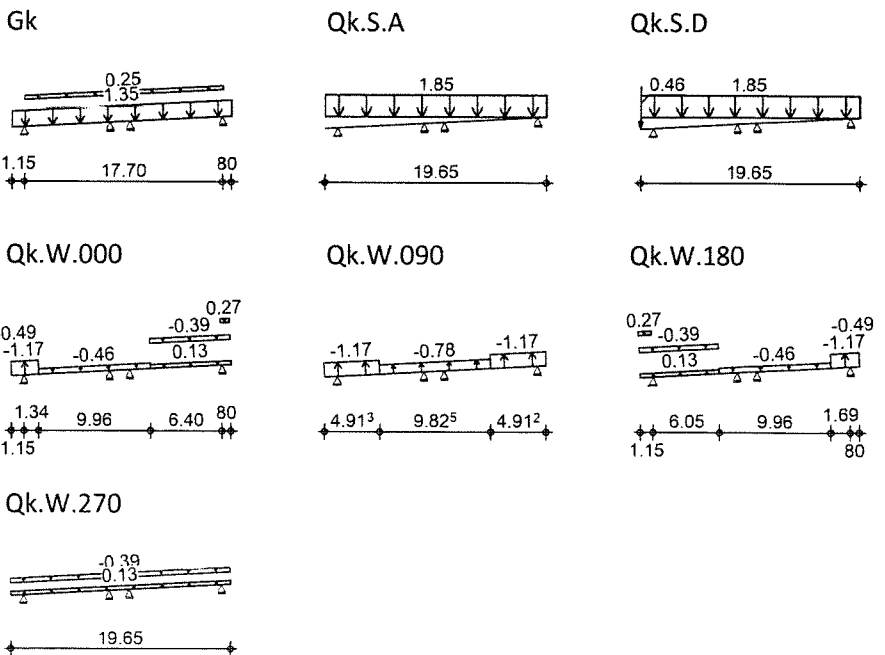 Gk
0.25
1.35
1.15 17.70 80
Qk.S.A
1.85
19.65
Qk.S.D
0.46 1.85
19.65
Qk.W.000
0.27
-0.39
-0.49
-1.17 -0.46 0.13
1.34 9.96 6.40 80
1.15
Qk.W.090
-1.17 -0.78 -1.17
4.91³ 9.82⁵ 4.91²
Qk.W.180
0.27 -0.49
-0.39 -1.17
0.13 -0.46
6.05 9.96 1.69
1.15 80
Qk.W.270
-0.39
0.13
19.65